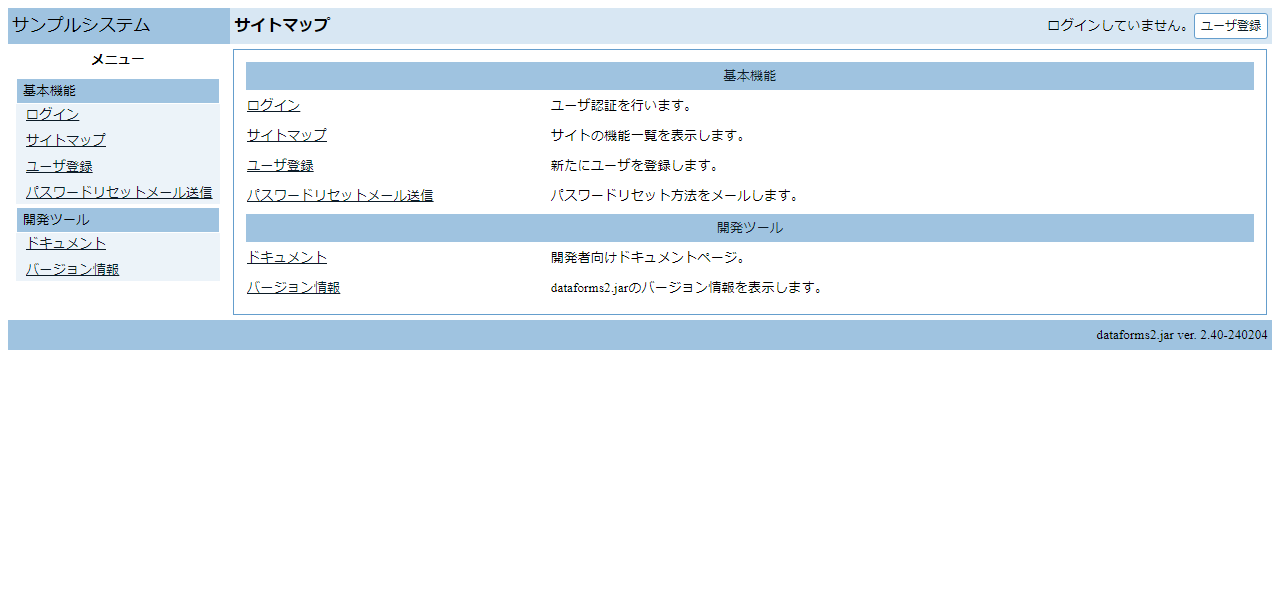 サンプルシステム
サイトマップ
ログインしていません。 ユーザ登録
メニュー
基本機能
ログイン
サイトマップ
ユーザ登録
パスワードリセットメール送信
開発ツール
ドキュメント
バージョン情報
基本機能
ログイン ユーザ認証を行います。
サイトマップ サイトの機能一覧を表示します。
ユーザ登録 新たにユーザを登録します。
パスワードリセットメール送信 パスワードリセット方法をメールします。
開発ツール
ドキュメント 開発者向けドキュメントページ。
バージョン情報 dataforms2.jarのバージョン情報を表示します。
dataforms2.jar ver. 2.40-240204